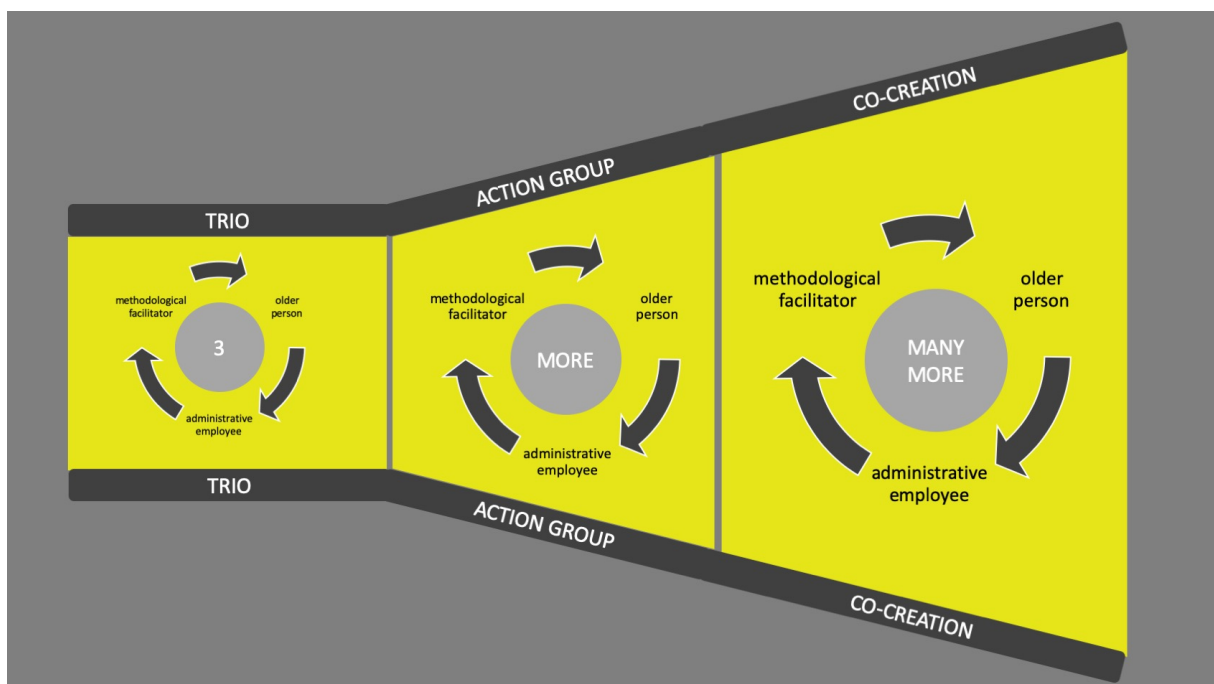 TRIO
methodological
facilitator
older
person
3
administrative
employee
TRIO
ACTION GROUP
methodological
facilitator
older
person
MORE
administrative
employee
ACTION GROUP
CO-CREATION
methodological
facilitator
older
person
MANY
MORE
administrative
employee
CO-CREATION